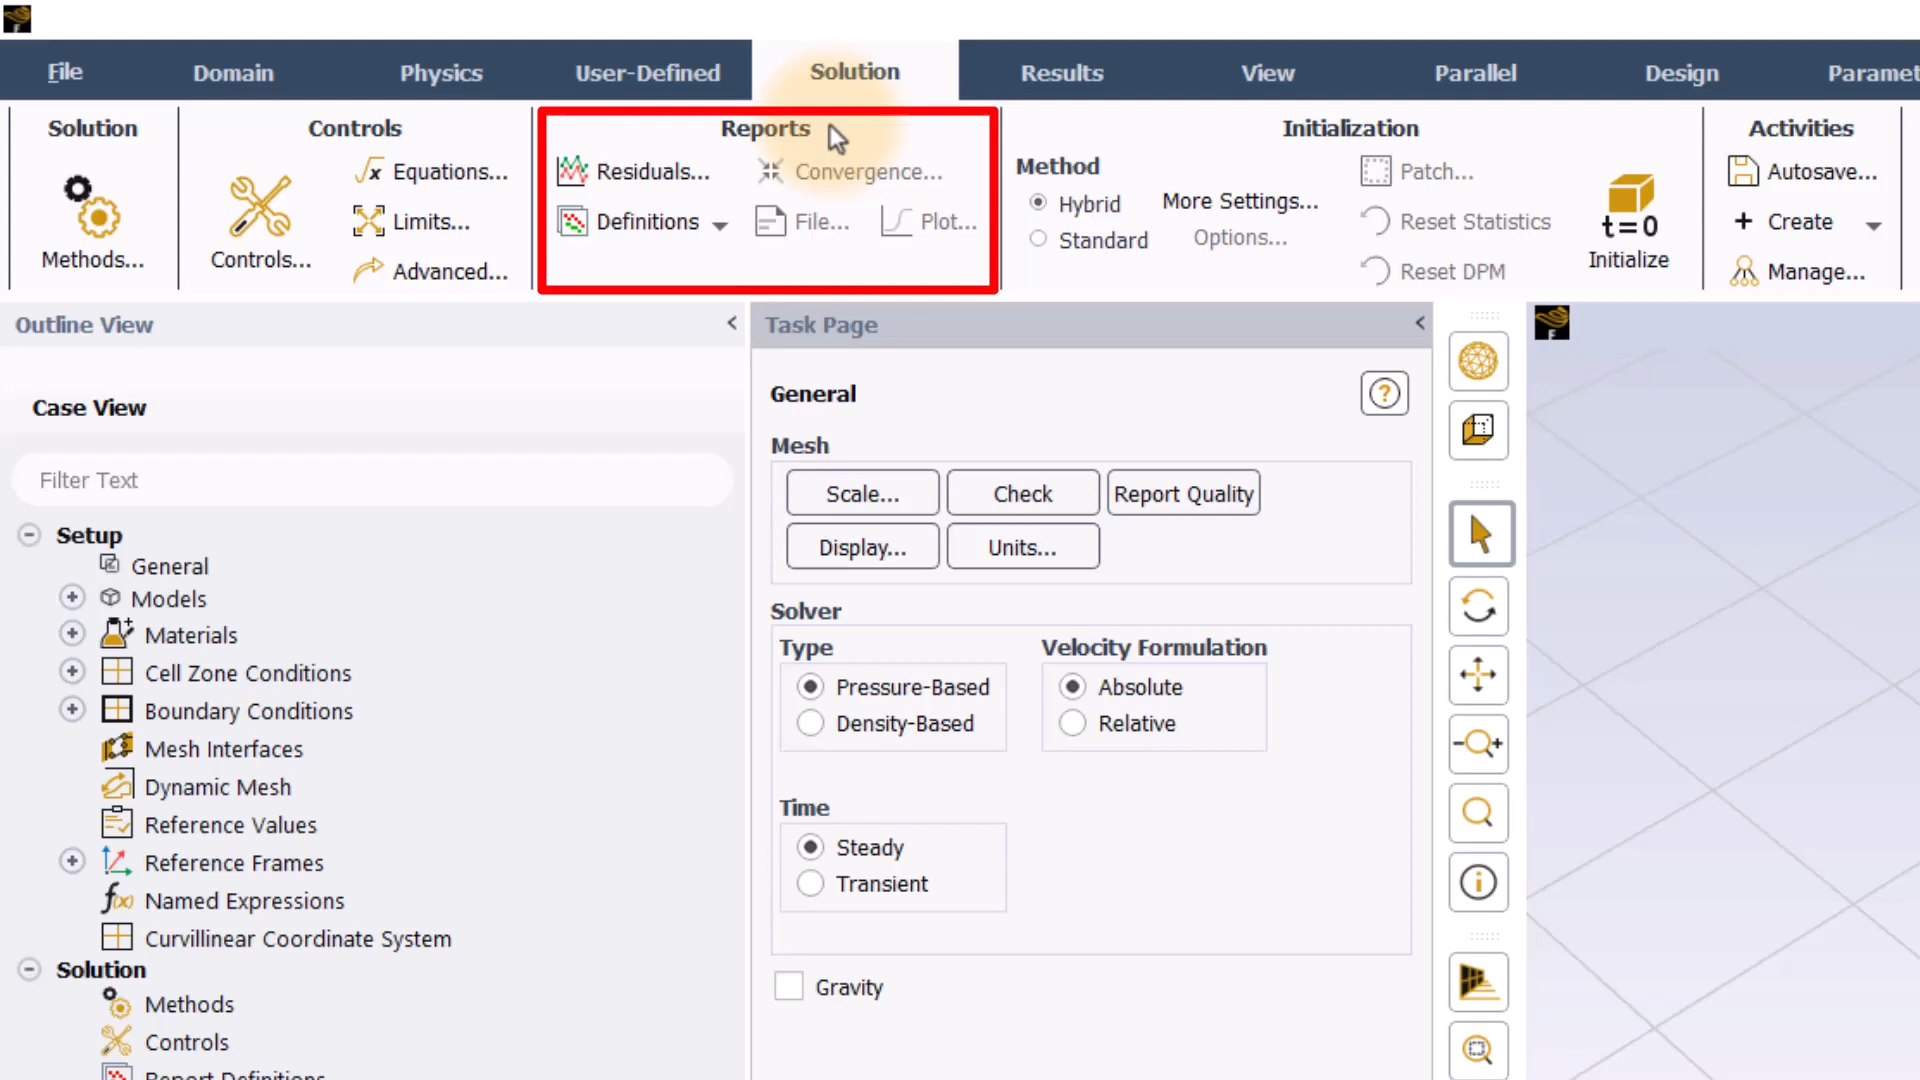 File Domain Physics User-Defined Solution Results View Parallel Design Paramet
Solution Controls Reports Initialization Activities
Methods...
Controls...
Equations...
Limits...
Advanced...
Residuals... Convergence...
Definitions File... Plot...
Method
Hybrid
Standard
More Settings...
Options...
Patch...
Reset Statistics
Reset DPM
t=0
Initialize
Autosave...
Create
Manage...
Outline View
Case View
Filter Text
Setup
General
Models
Materials
Cell Zone Conditions
Boundary Conditions
Mesh Interfaces
Dynamic Mesh
Reference Values
Reference Frames
Named Expressions
Curvillinear Coordinate System
Solution
Methods
Controls
Report Definitions
Task Page
General
Mesh
Scale... Check Report Quality
Display... Units...
Solver
Type
Pressure-Based
Density-Based
Velocity Formulation
Absolute
Relative
Time
Steady
Transient
Gravity